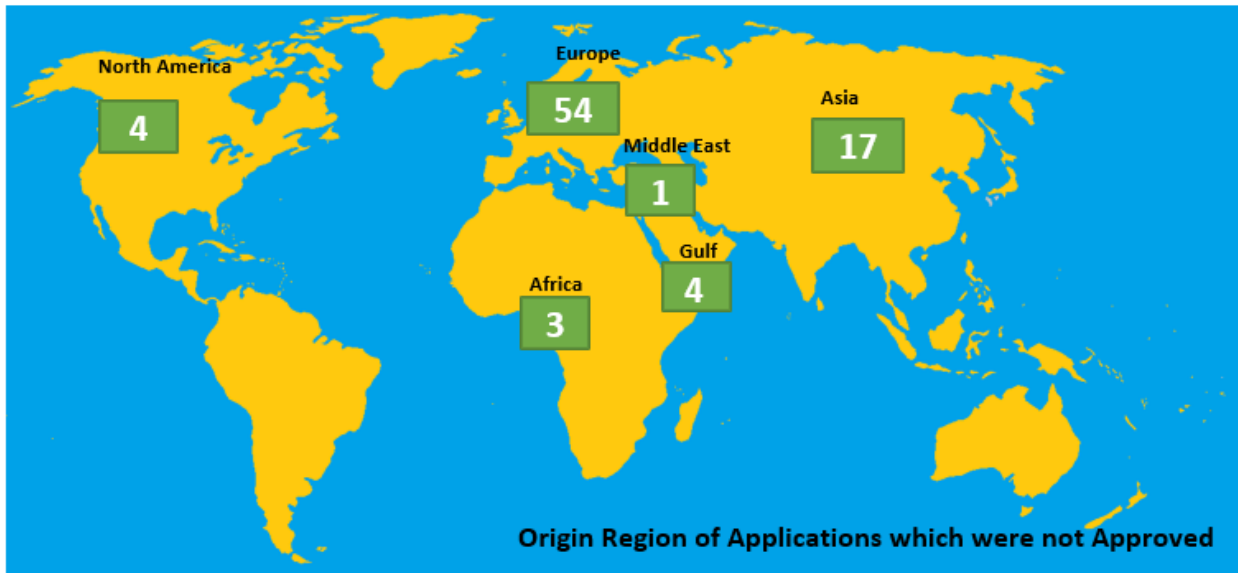 North America
4
Europe
54
Asia
17
Middle East
1
Gulf
4
Africa
3
Origin Region of Applications which were not Approved